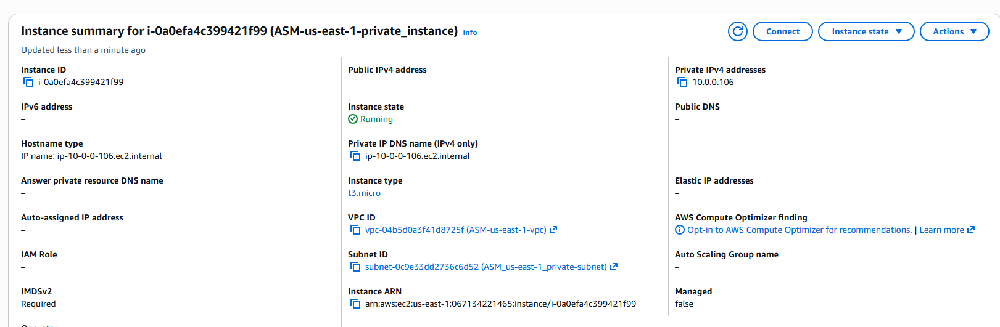 Instance summary for i-0a0efa4c399421f99 (ASM-us-east-1-private_instance) Info
Connect
Instance state
Actions
Updated less than a minute ago
Instance ID
i-0a0efa4c399421f99
Public IPv4 address
–
Private IPv4 addresses
10.0.0.106
IPv6 address
–
Instance state
Running
Public DNS
–
Hostname type
IP name: ip-10-0-0-106.ec2.internal
Private IP DNS name (IPv4 only)
ip-10-0-0-106.ec2.internal
Answer private resource DNS name
–
Instance type
t3.micro
Elastic IP addresses
–
Auto-assigned IP address
–
VPC ID
vpc-04b5d0a3f41d8725f (ASM-us-east-1-vpc)
AWS Compute Optimizer finding
Opt-in to AWS Compute Optimizer for recommendations. | Learn more
IAM Role
–
Subnet ID
subnet-0c9e33dd2736c6d52 (ASM_us-east-1_private-subnet)
Auto Scaling Group name
–
IMDSv2
Required
Instance ARN
arn:aws:ec2:us-east-1:067134221465:instance/i-0a0efa4c399421f99
Managed
false